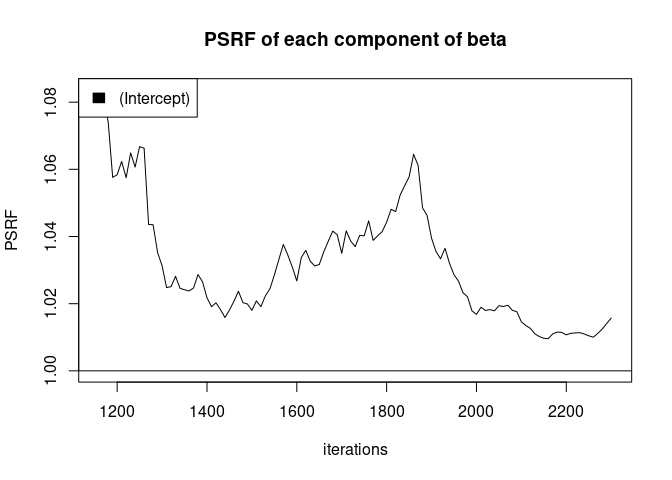 PSRF of each component of beta
(Intercept)
1.08
1.06
1.04
1.02
1.00
PSRF
1200 1400 1600 1800 2000 2200
iterations